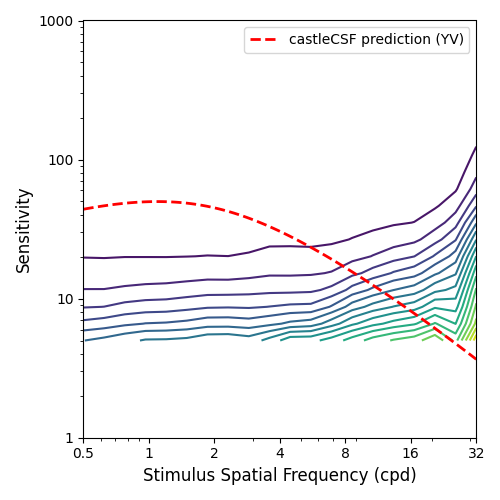 1000
castleCSF prediction (YV)
100
Sensitivity
10
1
0.5 1 2 4 8 16 32
Stimulus Spatial Frequency (cpd)